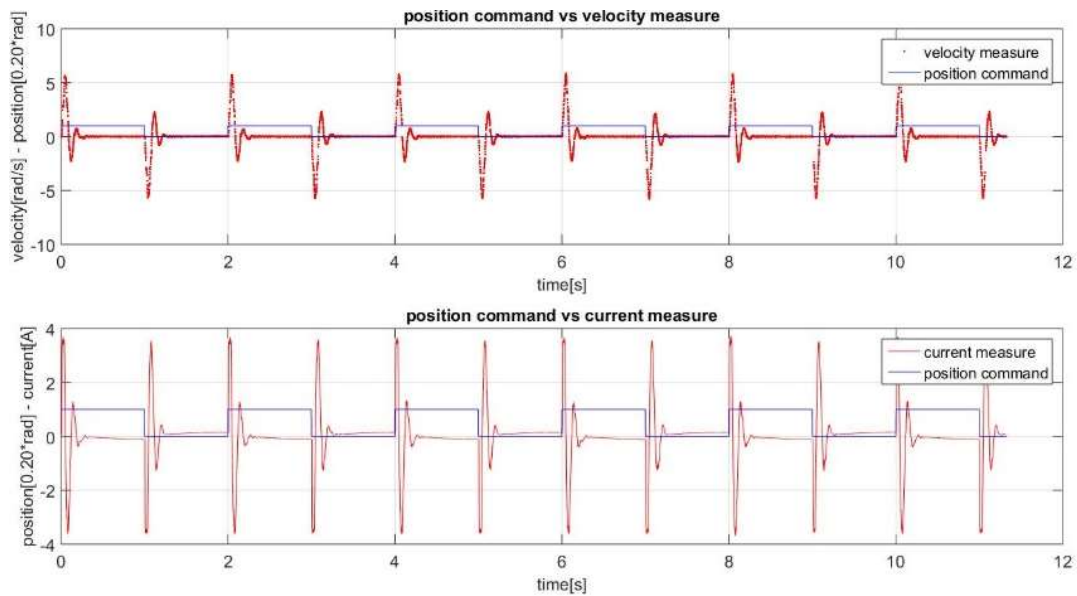 position command vs velocity measure
velocity[rad/s] - position[0.20*rad]
10
5
0
-5
-10
velocity measure
position command
0 2 4 6 8 10 12
time[s]
position command vs current measure
position[0.20*rad] - current[A]
4
2
0
-2
-4
current measure
position command
0 2 4 6 8 10 12
time[s]